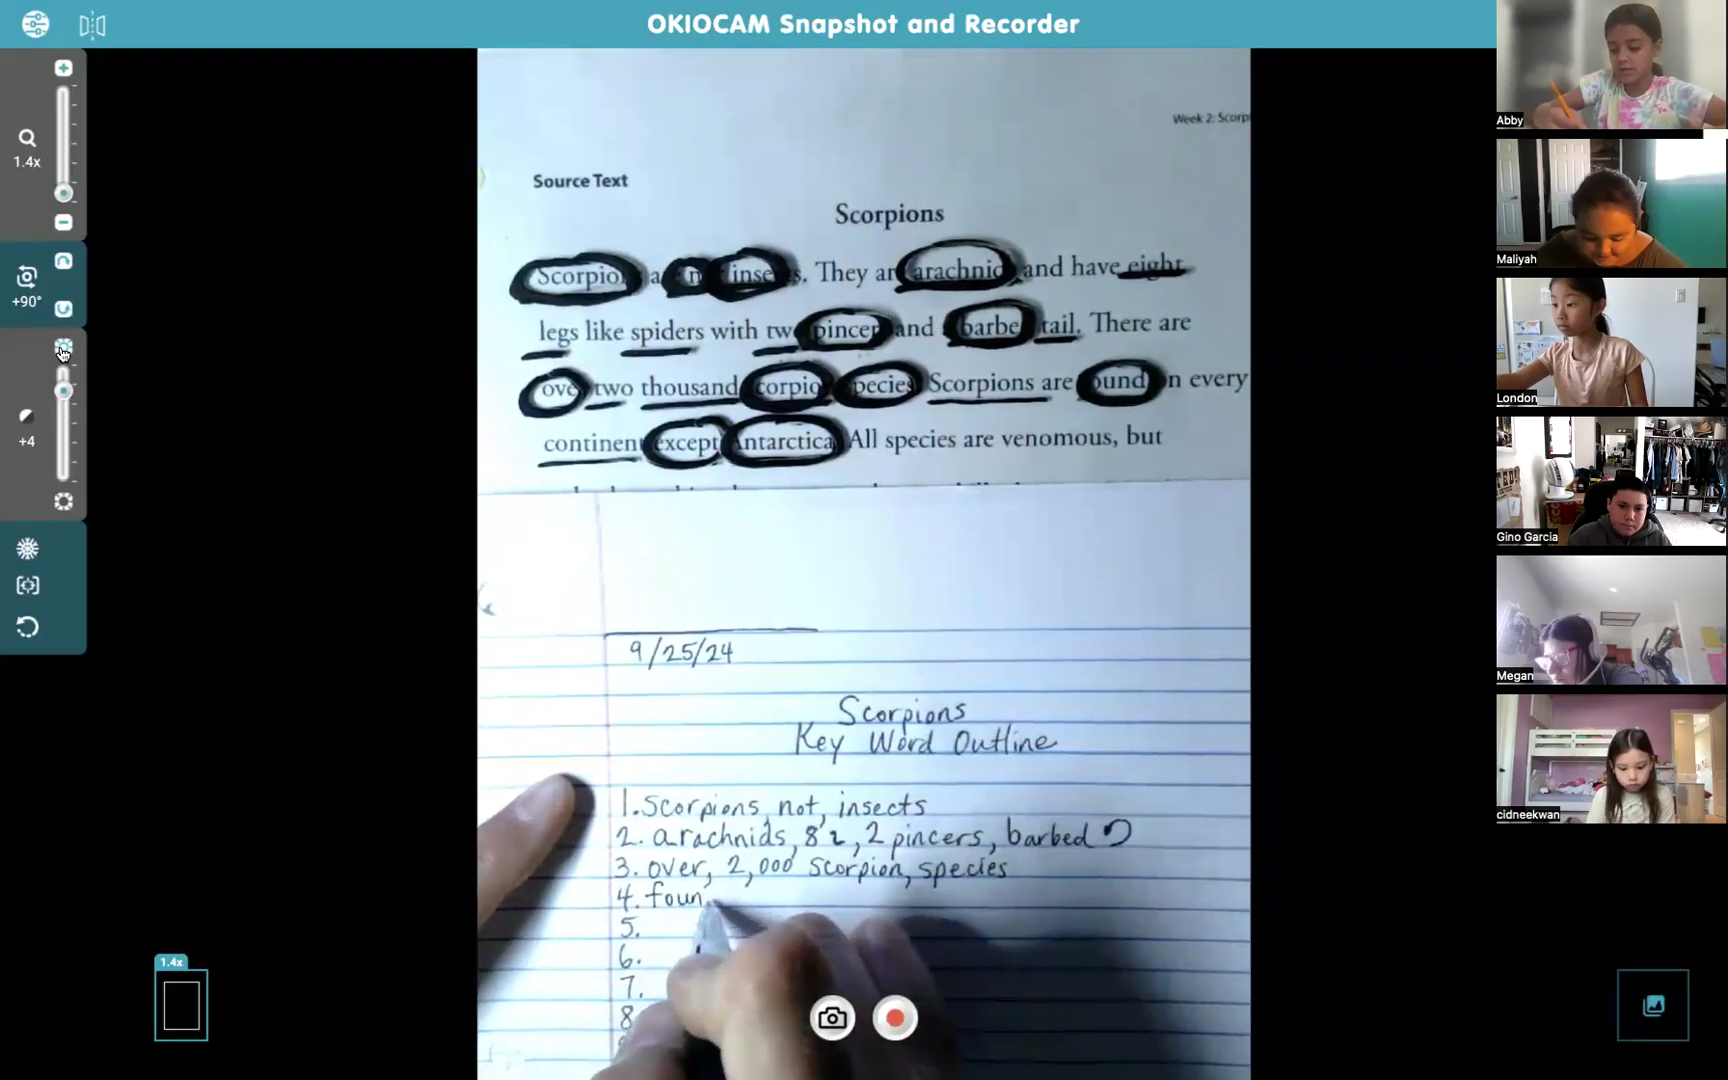 OKIOCAM Snapshot and Recorder
1.4x
+90°
+4
1.4x
Week 2: Scorp
Source Text
Scorpions
Scorpio a n inse s. They ar arachnid and have eight
legs like spiders with two pincer and barbe tail. There are
over two thousand corpio pecies Scorpions are ound n every
continent except Antarctica All species are venomous, but
9/25/24
Scorpions
Key Word Outline
1. Scorpions, not, insects
2. arachnids, 8 2, 2 pincers, barbed
3. over, 2,000 scorpion, species
4. foun
5.
6.
7.
8
Abby
Maliyah
London
Gino Garcia
Megan
cidneekwan